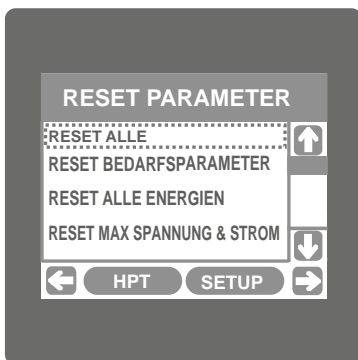 RESET PARAMETER
RESET ALLE
RESET BEDARFSPARAMETER
RESET ALLE ENERGIEN
RESET MAX SPANNUNG & STROM
HPT SETUP